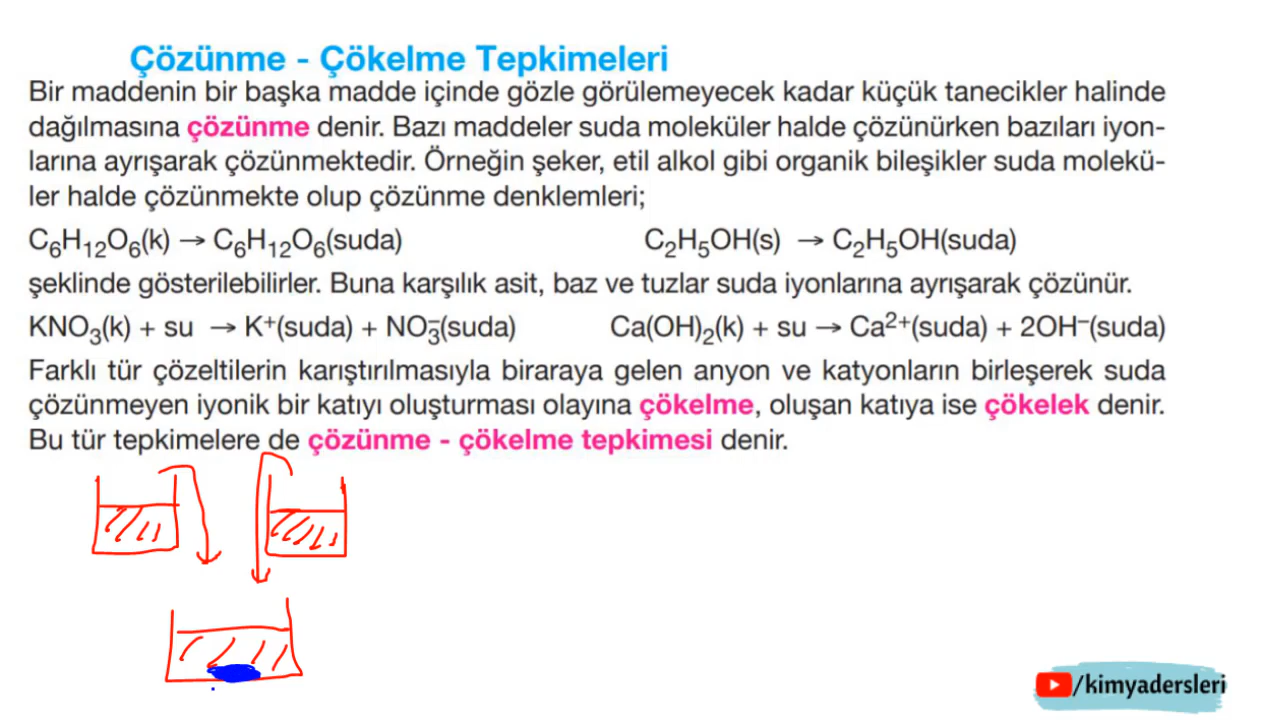 Çözünme - Çökelme Tepkimeleri
Bir maddenin bir başka madde içinde gözle görülemeyecek kadar küçük tanecikler halinde
dağılmasına çözünme denir. Bazı maddeler suda moleküler halde çözünürken bazıları iyon-
larına ayrışarak çözünmektedir. Örneğin şeker, etil alkol gibi organik bileşikler suda molekü-
ler halde çözünmekte olup çözünme denklemleri;
C₆H₁₂O₆(k) → C₆H₁₂O₆(suda) C₂H₅OH(s) → C₂H₅OH(suda)
şeklinde gösterilebilirler. Buna karşılık asit, baz ve tuzlar suda iyonlarına ayrışarak çözünür.
KNO₃(k) + su → K⁺(suda) + NO₃⁻(suda) Ca(OH)₂(k) + su → Ca²⁺(suda) + 2OH⁻(suda)
Farklı tür çözeltilerin karıştırılmasıyla biraraya gelen anyon ve katyonların birleşerek suda
çözünmeyen iyonik bir katıyı oluşturması olayına çökelme, oluşan katıya ise çökelek denir.
Bu tür tepkimelere de çözünme - çökelme tepkimesi denir.
/kimyadersleri